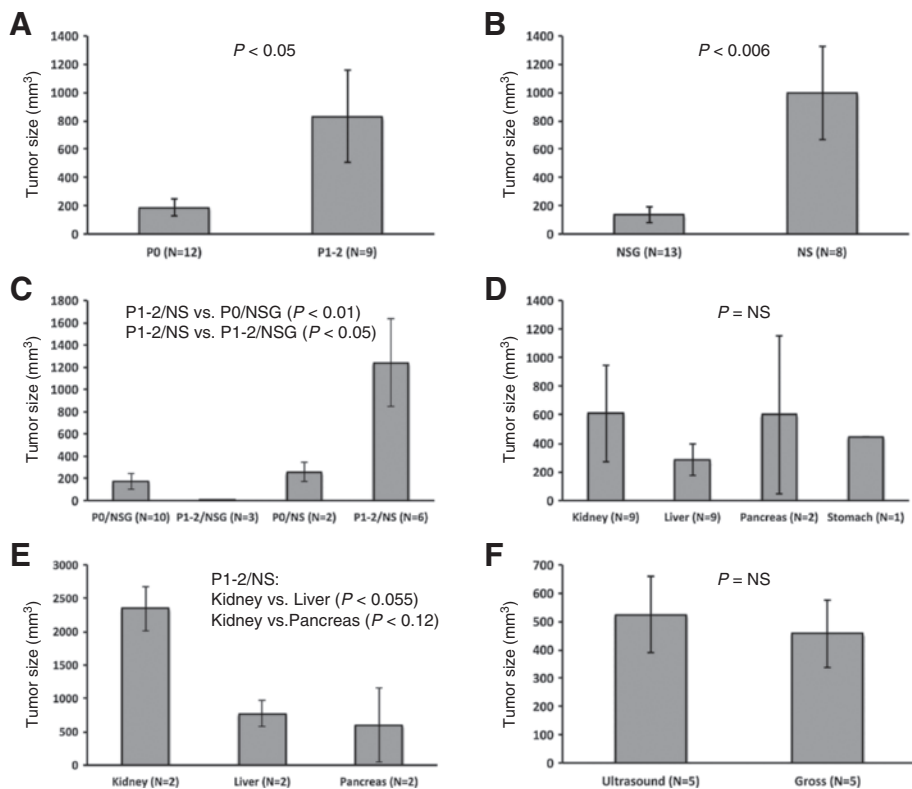 A
Tumor size (mm³)
1400
1200
1000
800
600
400
200
0
P < 0.05
P0 (N=12)
P1-2 (N=9)
B
Tumor size (mm³)
1400
1200
1000
800
600
400
200
0
P < 0.006
NSG (N=13)
NS (N=8)
C
Tumor size (mm³)
1800
1600
1400
1200
1000
800
600
400
200
0
P1-2/NS vs. P0/NSG (P < 0.01)
P1-2/NS vs. P1-2/NSG (P < 0.05)
P0/NSG (N=10)
P1-2/NSG (N=3)
P0/NS (N=2)
P1-2/NS (N=6)
D
Tumor size (mm³)
1400
1200
1000
800
600
400
200
0
P = NS
Kidney (N=9)
Liver (N=9)
Pancreas (N=2)
Stomach (N=1)
E
Tumor size (mm³)
3000
2500
2000
1500
1000
500
0
P1-2/NS:
Kidney vs. Liver (P < 0.055)
Kidney vs.Pancreas (P < 0.12)
Kidney (N=2)
Liver (N=2)
Pancreas (N=2)
F
Tumor size (mm³)
700
600
500
400
300
200
100
0
P = NS
Ultrasound (N=5)
Gross (N=5)